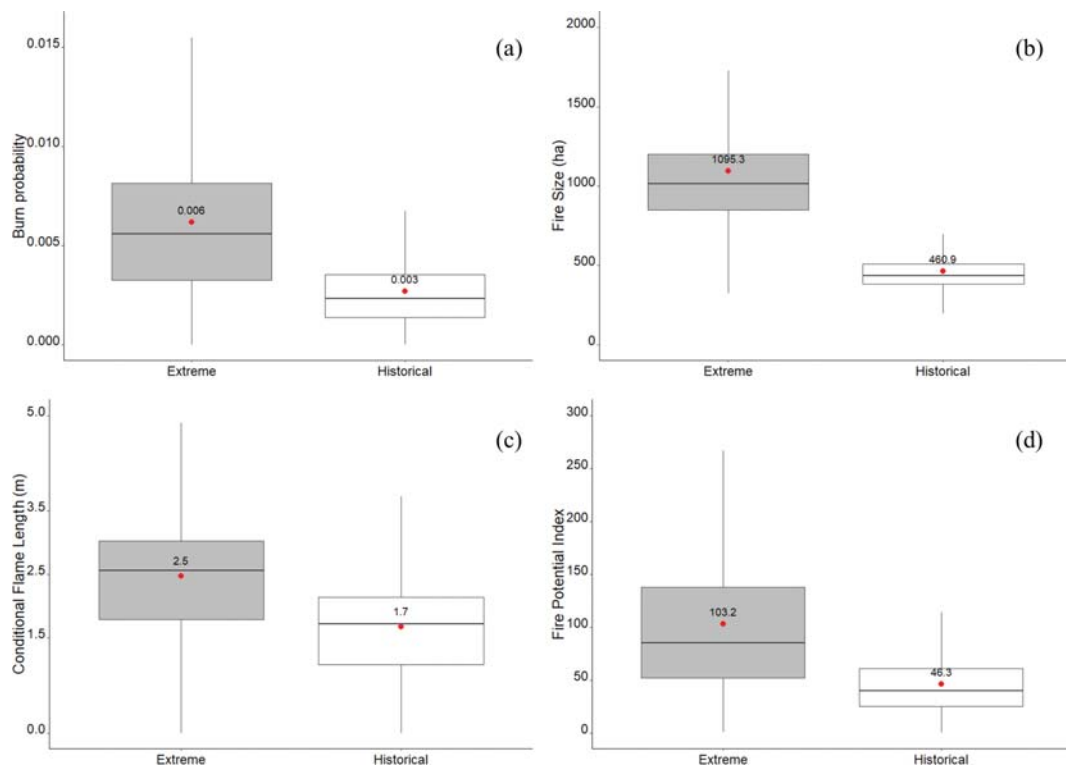 (a)
Burn probability
0.015
0.010
0.005
0.000
0.006
0.003
Extreme
Historical
(b)
Fire Size (ha)
2000
1500
1000
500
0
1095.3
460.9
Extreme
Historical
(c)
Conditional Flame Length (m)
5.0
3.5
2.5
1.5
0.0
2.5
1.7
Extreme
Historical
(d)
Fire Potential Index
300
250
200
150
100
50
0
103.2
46.3
Extreme
Historical